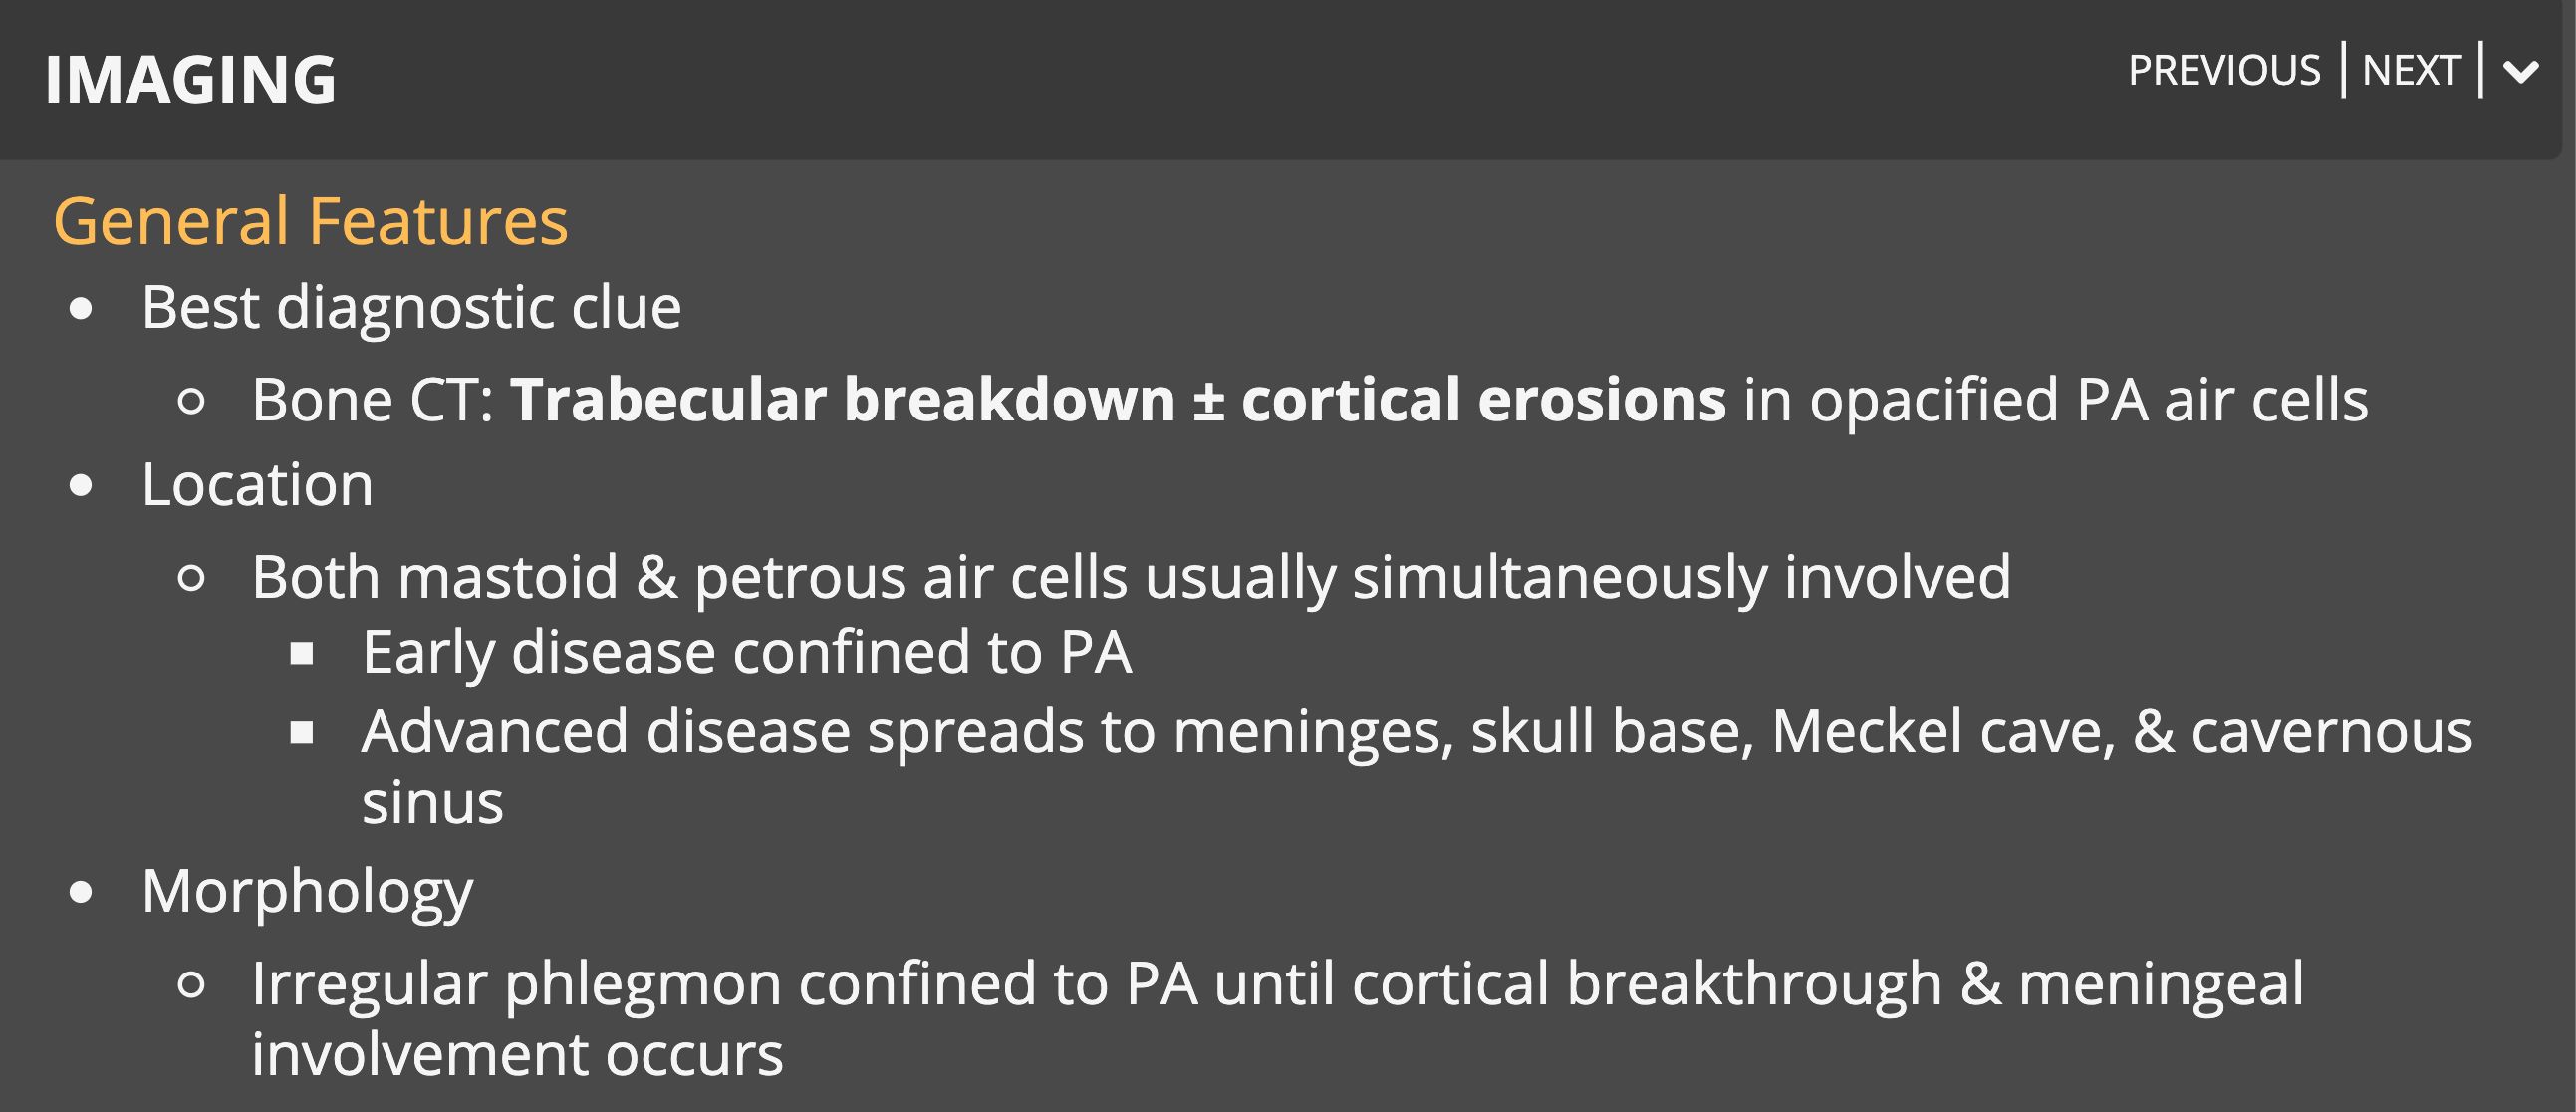 IMAGING
PREVIOUS | NEXT |
General Features
• Best diagnostic clue
○ Bone CT: Trabecular breakdown ± cortical erosions in opacified PA air cells
• Location
○ Both mastoid & petrous air cells usually simultaneously involved
▪ Early disease confined to PA
▪ Advanced disease spreads to meninges, skull base, Meckel cave, & cavernous
sinus
• Morphology
○ Irregular phlegmon confined to PA until cortical breakthrough & meningeal
involvement occurs